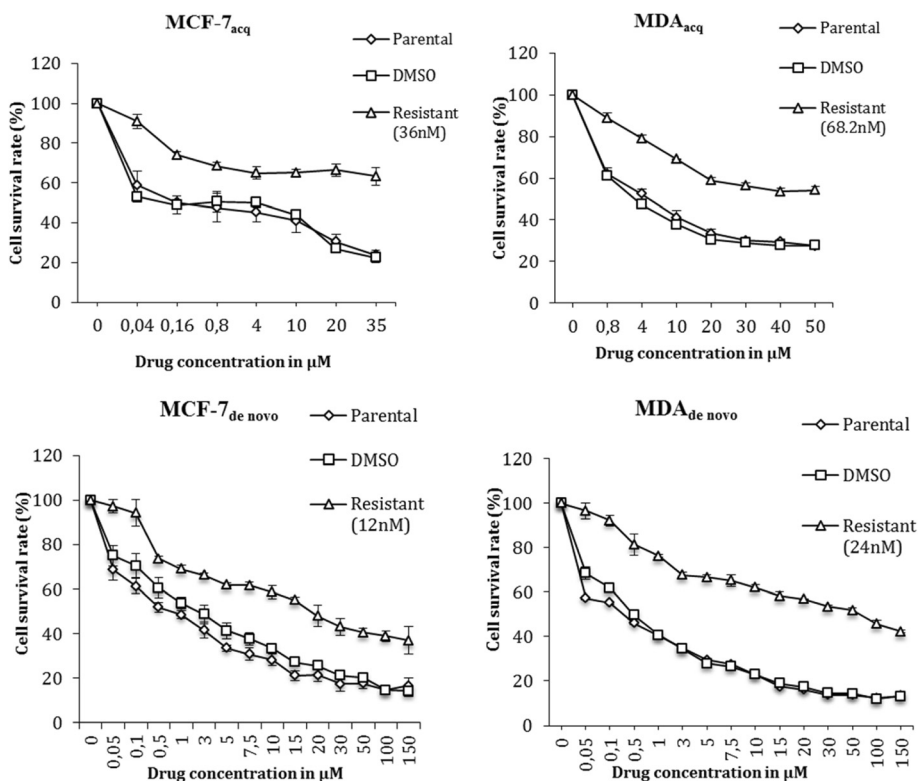 MCF-7acq
Parental
DMSO
Resistant
(36nM)
Cell survival rate (%)
120
100
80
60
40
20
0
0 0,04 0,16 0,8 4 10 20 35
Drug concentration in μM
MDAacq
Parental
DMSO
Resistant
(68.2nM)
Cell survival rate (%)
120
100
80
60
40
20
0
0 0,8 4 10 20 30 40 50
Drug concentration in μM
MCF-7de novo
Parental
DMSO
Resistant
(12nM)
Cell survival rate (%)
120
100
80
60
40
20
0
0 0,05 0,1 0,5 1 3 5 7,5 10 15 20 30 50 100 150
Drug concentration in μM
MDAde novo
Parental
DMSO
Resistant
(24nM)
Cell survival rate (%)
120
100
80
60
40
20
0
0 0,05 0,1 0,5 1 3 5 7,5 10 15 20 30 50 100 150
Drug concentration in μM